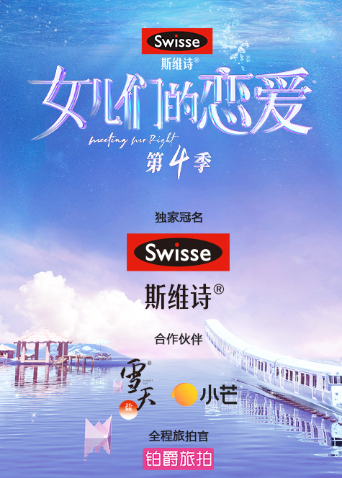 Swisse
斯维诗®
女儿们的恋爱
Meeting Mr Right
第4季
独家冠名
Swisse
斯维诗®
合作伙伴
雪天 小芒
全程旅拍官
铂爵旅拍